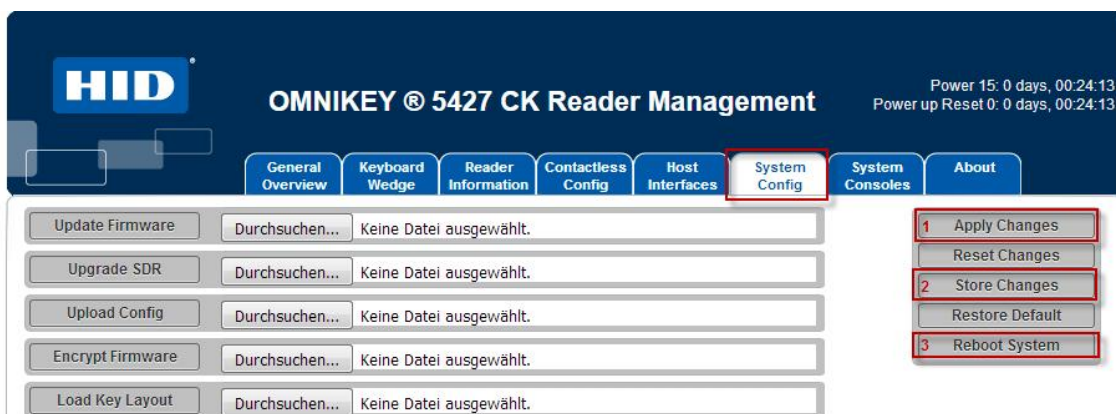 HID
OMNIKEY ® 5427 CK Reader Management
Power 15: 0 days, 00:24:13
Power up Reset 0: 0 days, 00:24:13
General Overview
Keyboard Wedge
Reader Information
Contactless Config
Host Interfaces
System Config
System Consoles
About
Update Firmware Durchsuchen... Keine Datei ausgewählt.
Upgrade SDR Durchsuchen... Keine Datei ausgewählt.
Upload Config Durchsuchen... Keine Datei ausgewählt.
Encrypt Firmware Durchsuchen... Keine Datei ausgewählt.
Load Key Layout Durchsuchen... Keine Datei ausgewählt.
1 Apply Changes
Reset Changes
2 Store Changes
Restore Default
3 Reboot System